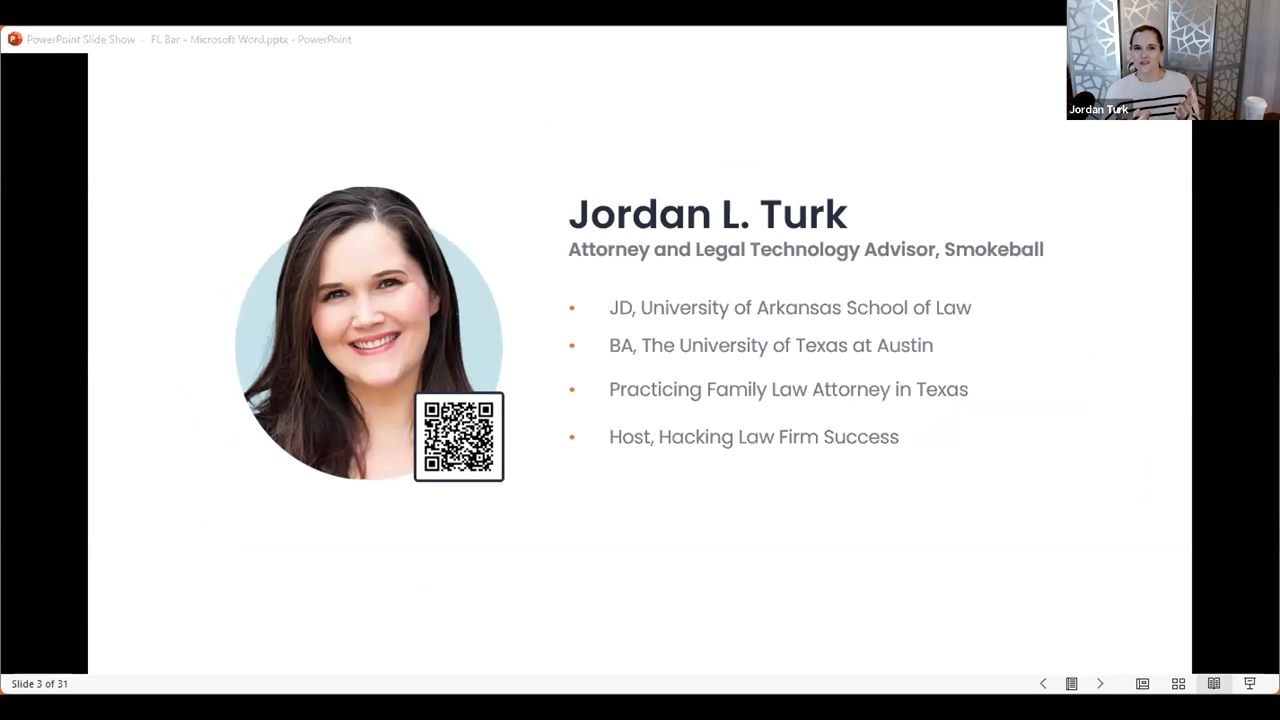 PowerPoint Slide Show - FL Bar - Microsoft Word.pptx - PowerPoint
Jordan Turk
Jordan L. Turk
Attorney and Legal Technology Advisor, Smokeball
• JD, University of Arkansas School of Law
• BA, The University of Texas at Austin
• Practicing Family Law Attorney in Texas
• Host, Hacking Law Firm Success
Slide 3 of 31